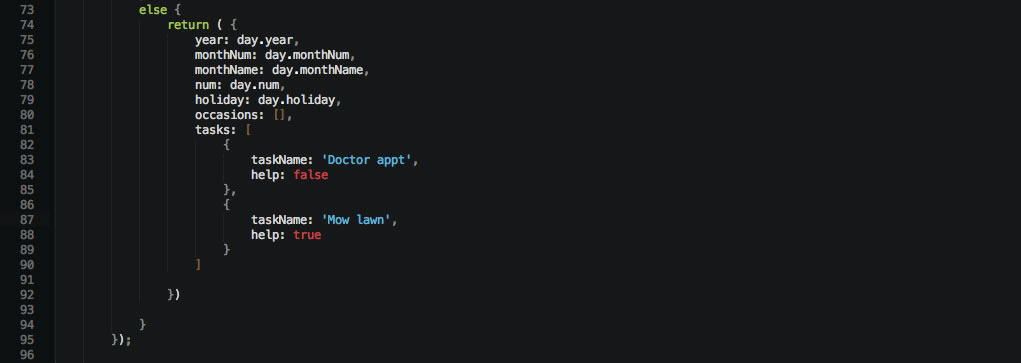 73 else {
74 return ( {
75 year: day.year,
76 monthNum: day.monthNum,
77 monthName: day.monthName,
78 num: day.num,
79 holiday: day.holiday,
80 occasions: [],
81 tasks: [
82 {
83 taskName: 'Doctor appt',
84 help: false
85 },
86 {
87 taskName: 'Mow lawn',
88 help: true
89 }
90 ]
91
92 })
93
94 }
95 });
96